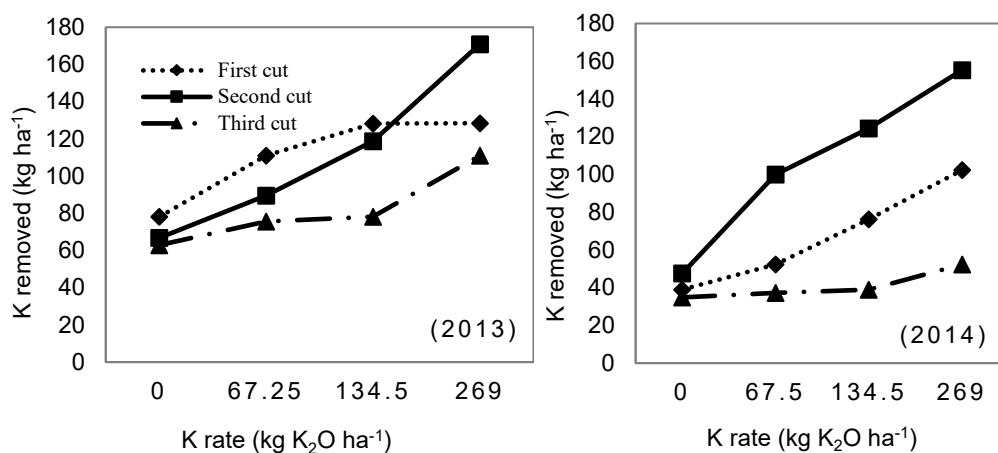 K removed (kg ha⁻¹)
180
160
140
120
100
80
60
40
20
0
First cut
Second cut
Third cut
(2013)
0 67.25 134.5 269
K rate (kg K₂O ha⁻¹)
K removed (kg ha⁻¹)
180
160
140
120
100
80
60
40
20
0
(2014)
0 67.5 134.5 269
K rate (kg K₂O ha⁻¹)